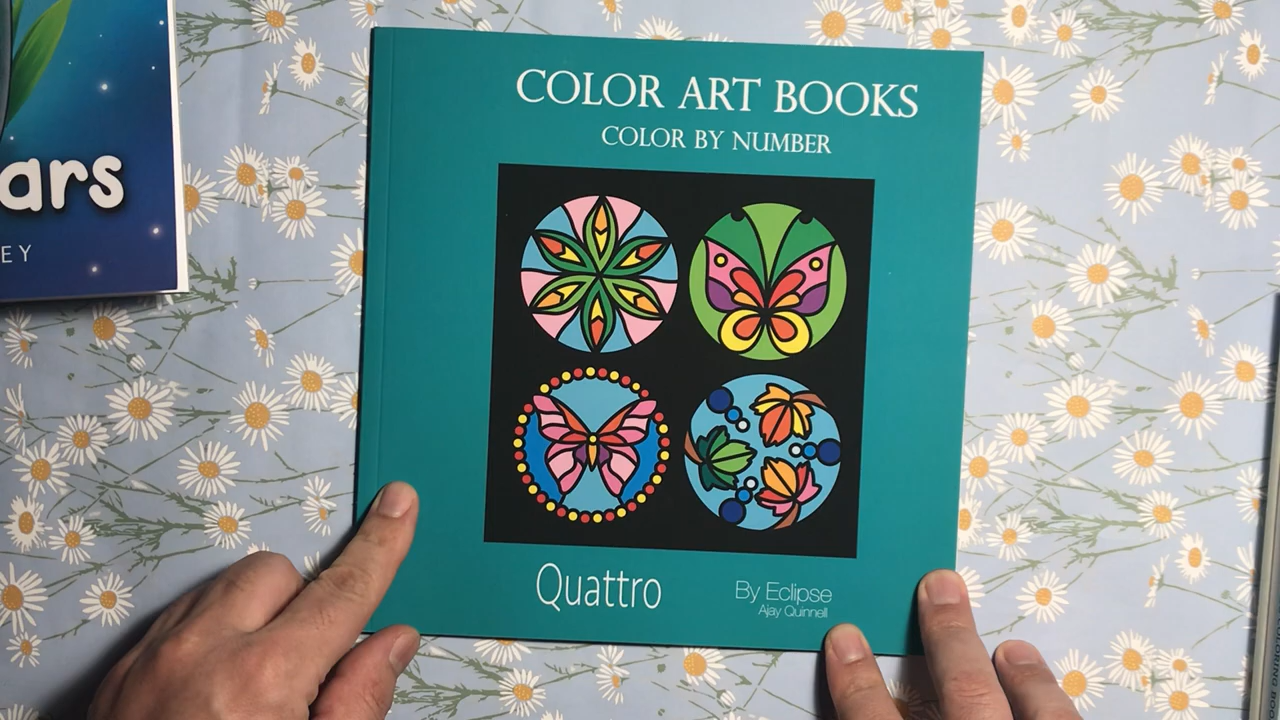 COLOR ART BOOKS
COLOR BY NUMBER
Quattro
By Eclipse
Ajay Quinnell
ars
EY